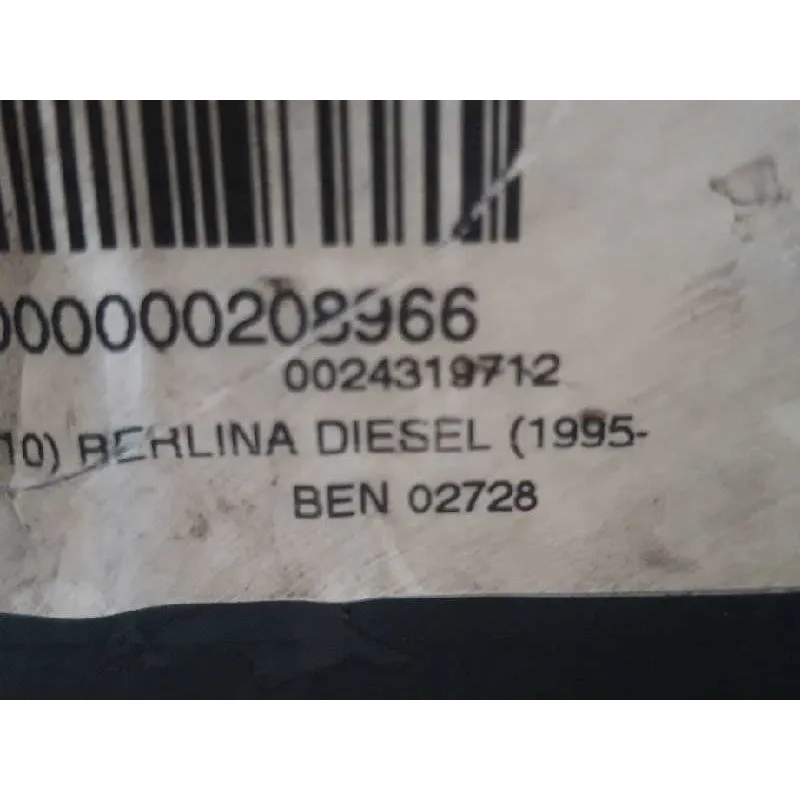 000000208966
0024319712
10) BERLINA DIESEL (1995-
BEN 02728